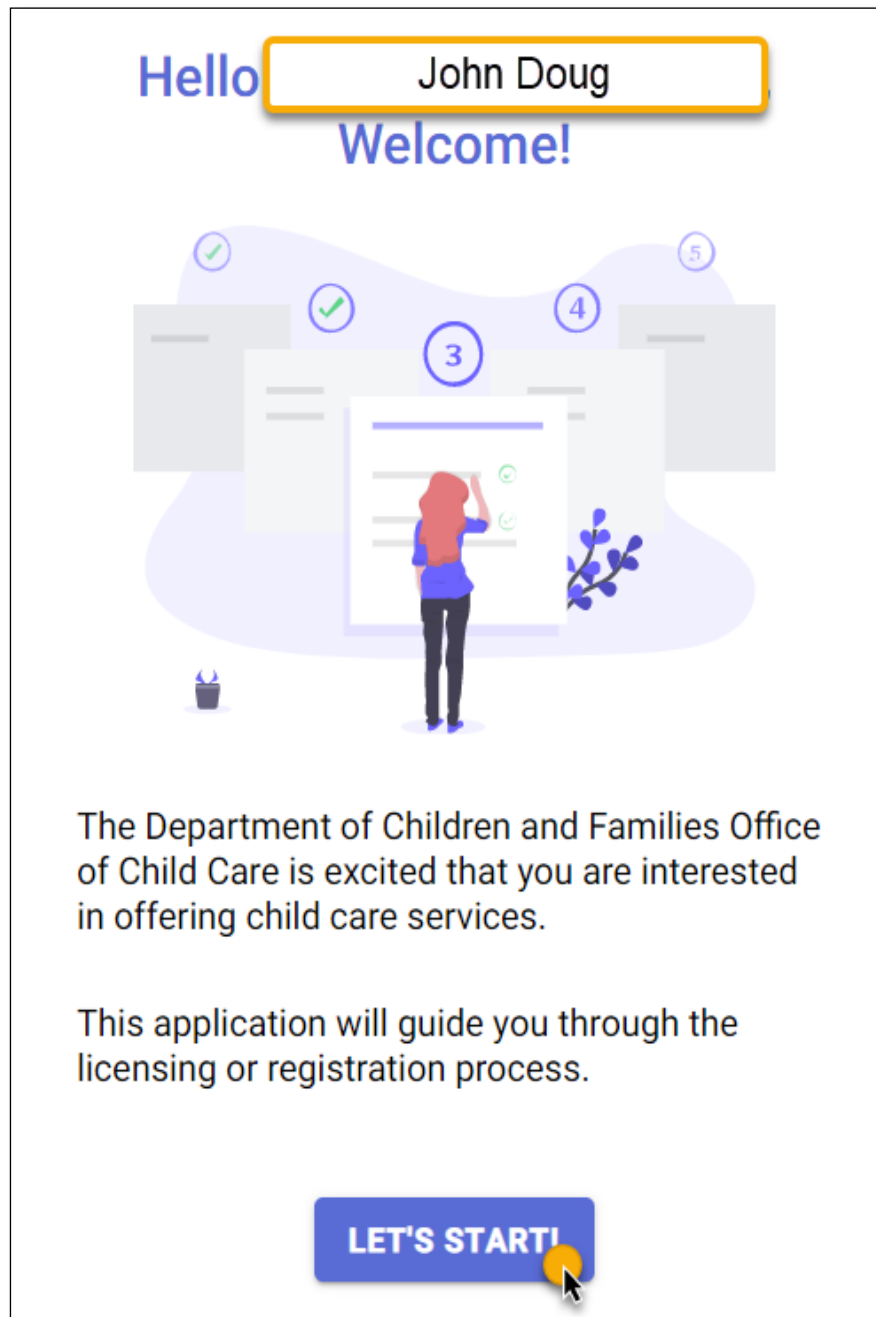 Hello John Doug,
Welcome!
5
4
3
The Department of Children and Families Office
of Child Care is excited that you are interested
in offering child care services.
This application will guide you through the
licensing or registration process.
LET'S START!